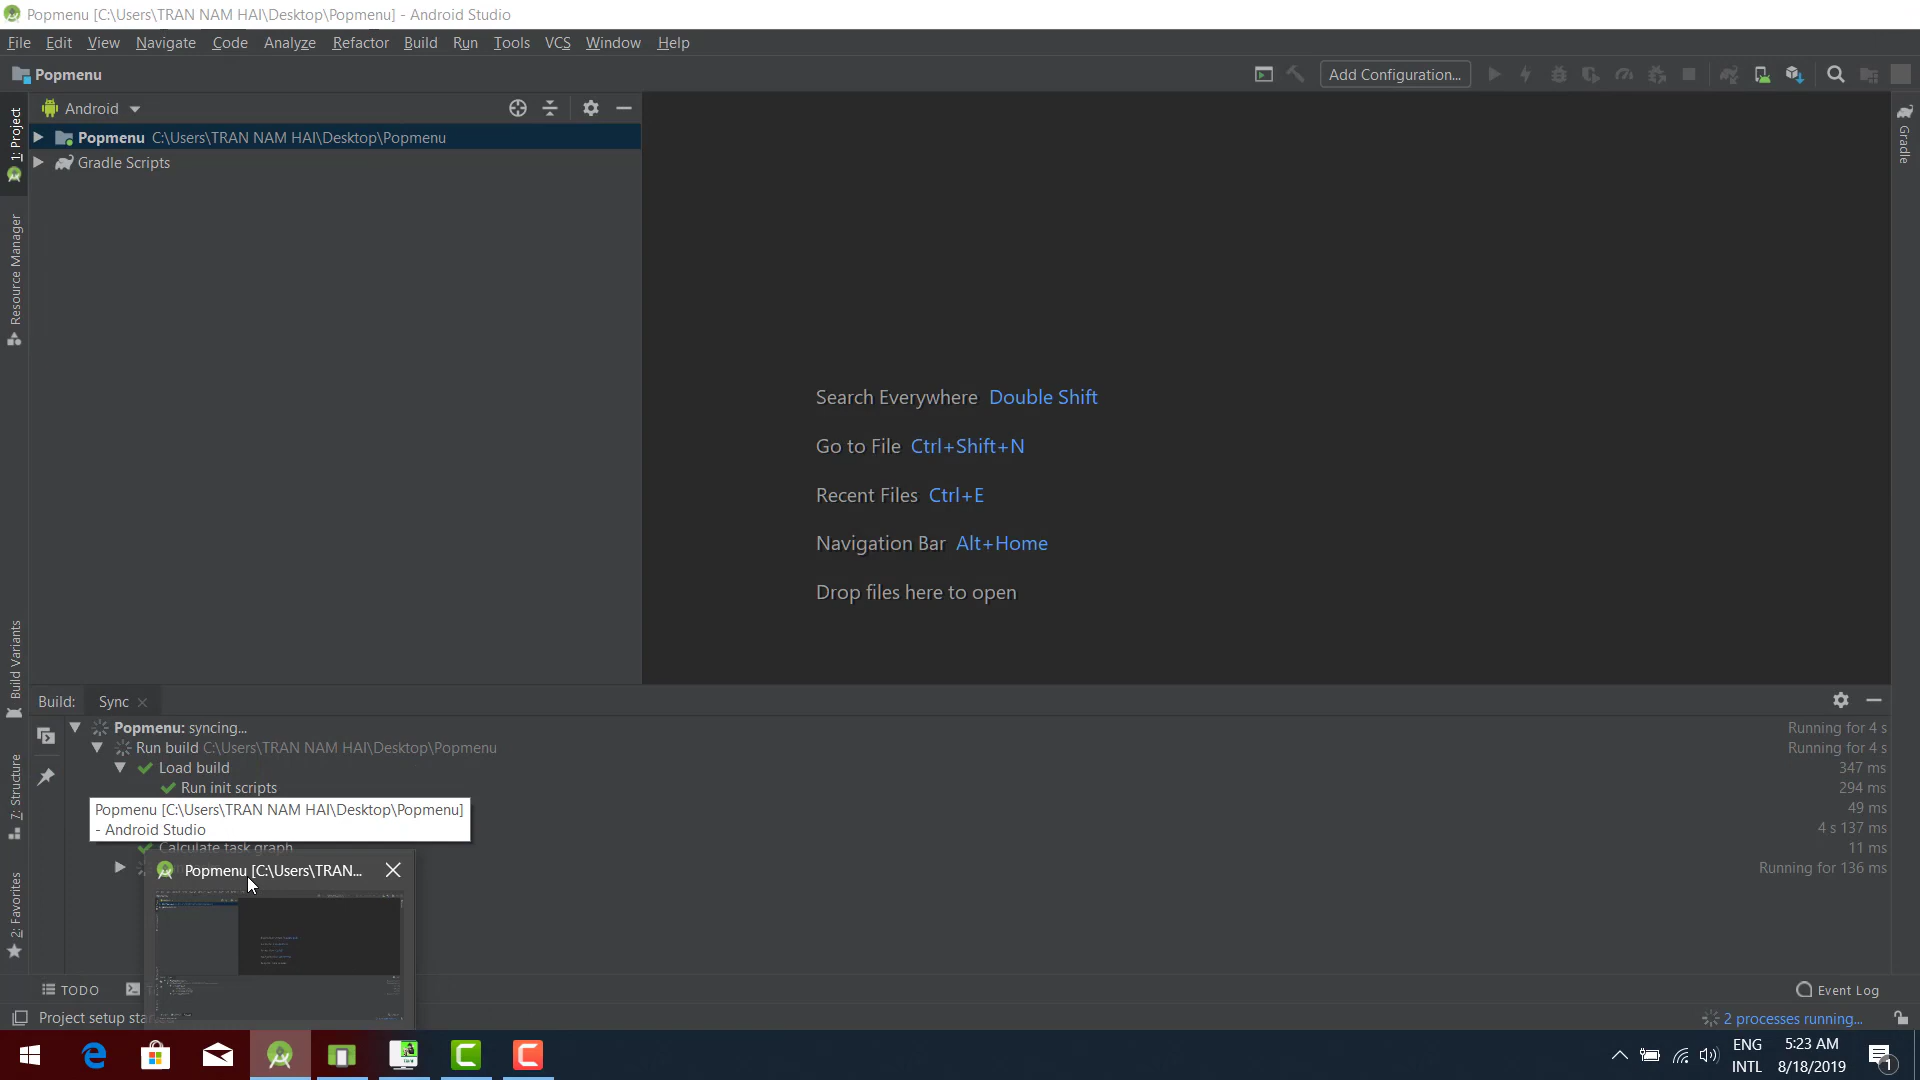 Popmenu [C:\Users\TRAN NAM HAI\Desktop\Popmenu] - Android Studio
File Edit View Navigate Code Analyze Refactor Build Run Tools VCS Window Help
Popmenu
Add Configuration...
Android
1: Project
Popmenu C:\Users\TRAN NAM HAI\Desktop\Popmenu
Gradle Scripts
Gradle
Resource Manager
Search Everywhere Double Shift
Go to File Ctrl+Shift+N
Recent Files Ctrl+E
Navigation Bar Alt+Home
Drop files here to open
Build Variants
Build: Sync
Popmenu: syncing... Running for 4 s
Run build C:\Users\TRAN NAM HAI\Desktop\Popmenu Running for 4 s
Load build 347 ms
Run init scripts 294 ms
49 ms
Popmenu [C:\Users\TRAN NAM HAI\Desktop\Popmenu]
- Android Studio
4 s 137 ms
Calculate task graph 11 ms
Running for 136 ms
Popmenu [C:\Users\TRAN...
7: Structure
2: Favorites
TODO
Event Log
Project setup sta
2 processes running...
ENG
INTL
5:23 AM
8/18/2019
1